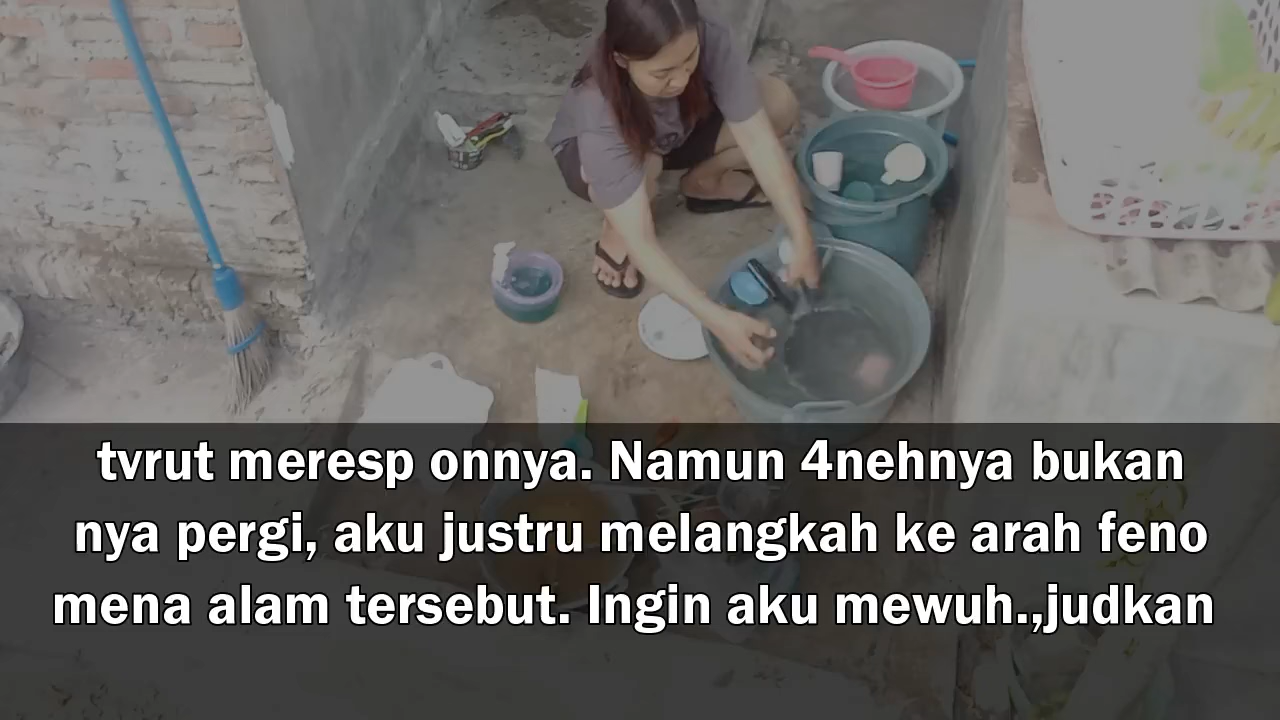 tvrut meresp onnya. Namun 4nehnya bukan
nya pergi, aku justru melangkah ke arah feno
mena alam tersebut. Ingin aku mewuh.,judkan